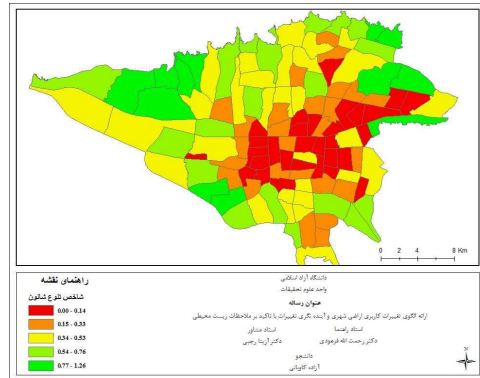 0 2 4 8 Km
راهنمای نقشه
شاخص تنوع شانون
0.00 - 0.14
0.15 - 0.33
0.34 - 0.53
0.54 - 0.76
0.77 - 1.26
دانشگاه آزاد اسلامی
واحد علوم تحقیقات
عنوان رساله
ارائه الگوی تغییرات کاربری اراضی شهری و آینده نگری تغییرات با تاکید بر ملاحظات زیست محیطی
استاد راهنما استاد مشاور
دکتر رحمت الله فرهودی دکتر آزیتا رجبی
دانشجو
آزاده کاویانی
N